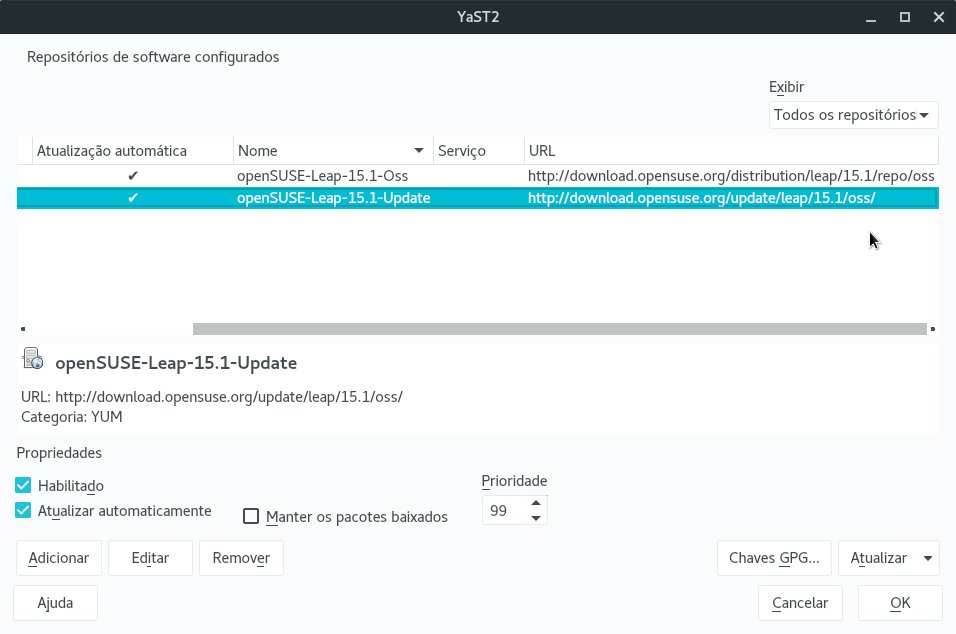 YaST2
Repositórios de software configurados
Exibir
Todos os repositórios
Atualização automática Nome Serviço URL
✔ openSUSE-Leap-15.1-Oss http://download.opensuse.org/distribution/leap/15.1/repo/oss
✔ openSUSE-Leap-15.1-Update http://download.opensuse.org/update/leap/15.1/oss/
openSUSE-Leap-15.1-Update
URL: http://download.opensuse.org/update/leap/15.1/oss/
Categoria: YUM
Propriedades
Habilitado
Prioridade
Atualizar automaticamente Manter os pacotes baixados 99
Adicionar Editar Remover Chaves GPG... Atualizar
Ajuda Cancelar OK